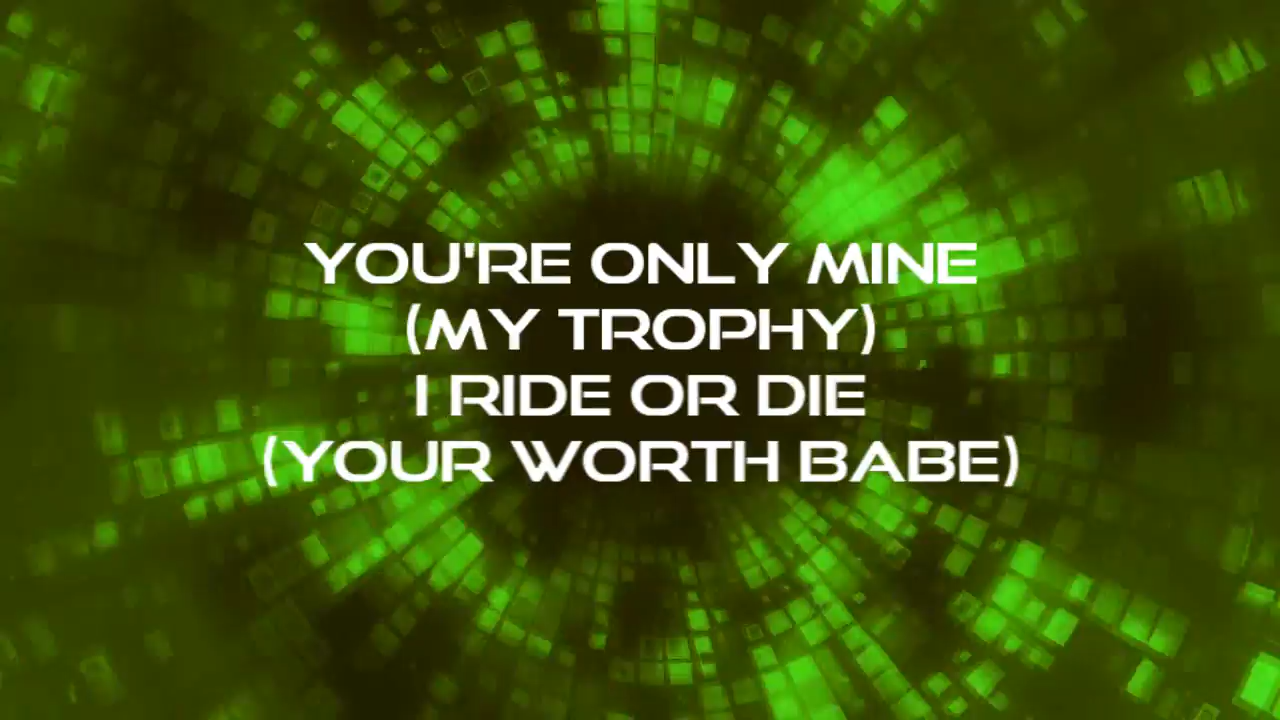 YOU'RE ONLY MINE
(MY TROPHY)
I RIDE OR DIE
(YOUR WORTH BABE)